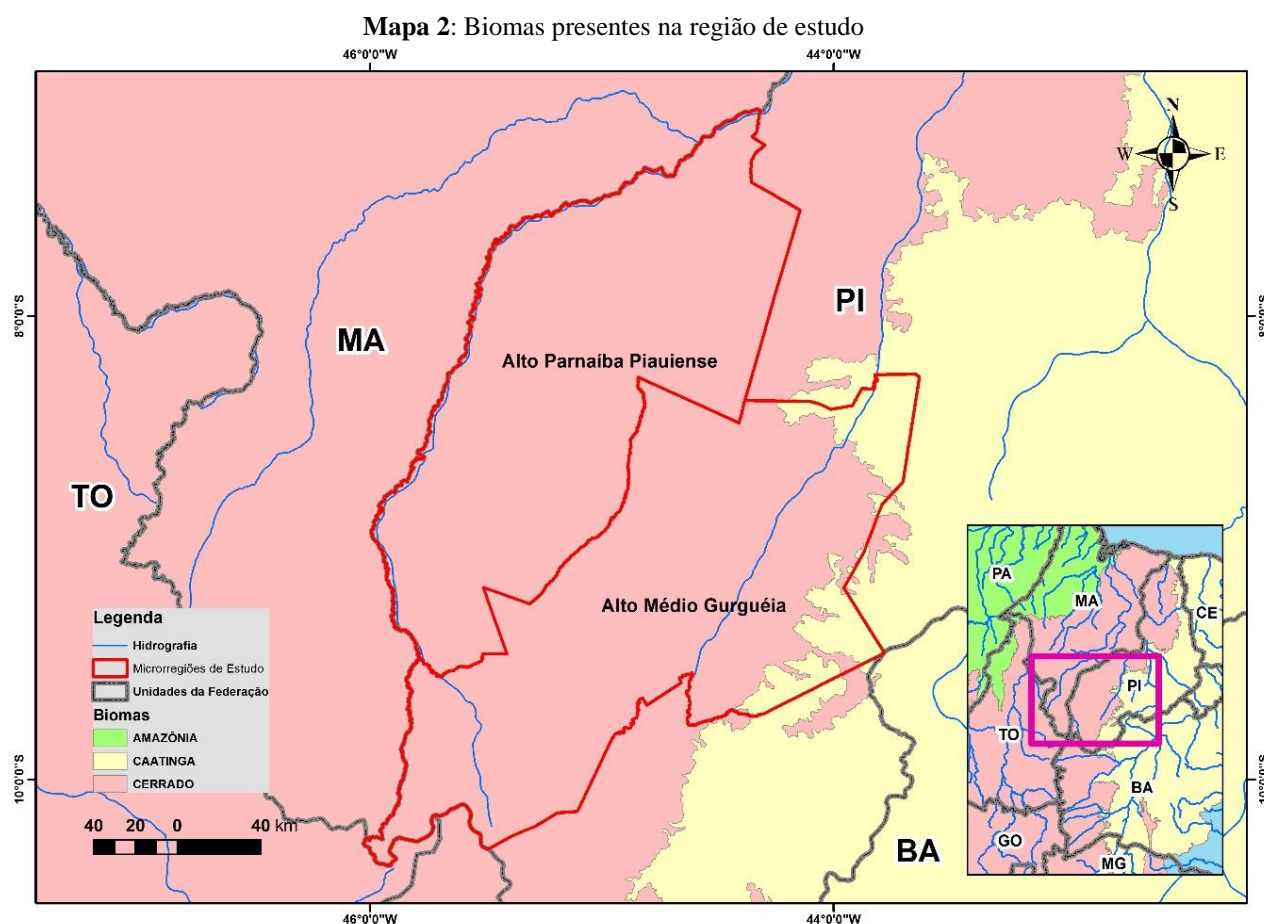 Mapa 2: Biomas presentes na região de estudo
46°0'0"W 44°0'0"W
N
W E
S
8°0'0"S 8°0'0"S
MA
PI
Alto Parnaíba Piauiense
TO
Alto Médio Gurguéia
BA
Legenda
Hidrografia
Microrregiões de Estudo
Unidades da Federação
Biomas
AMAZÔNIA
CAATINGA
CERRADO
40 20 0 40 km
10°0'0"S 10°0'0"S
PA
MA
CE
PI
TO
BA
GO
MG
46°0'0"W 44°0'0"W